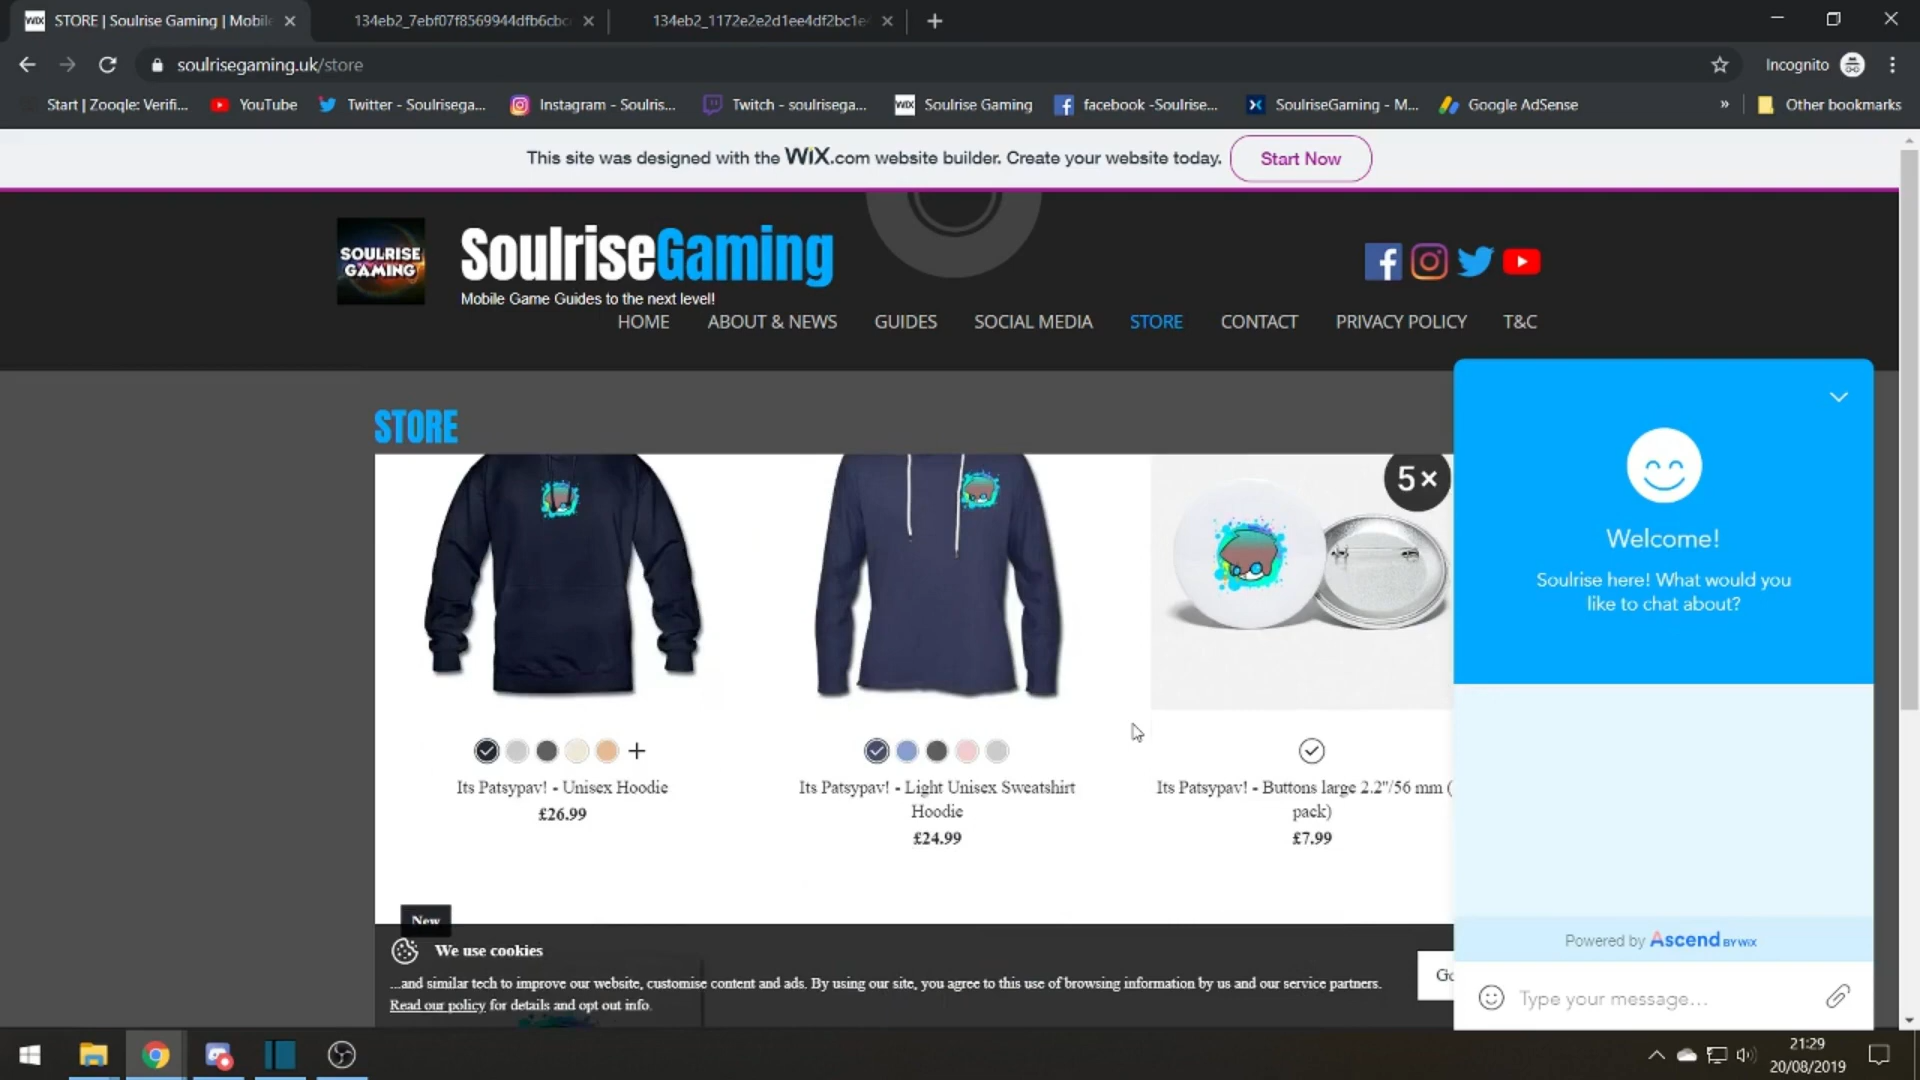 STORE | Soulrise Gaming | Mobile
134eb2_7ebf07f8569944dfb6cbc
134eb2_1172e2e2d1ee4df2bc1e
soulrisegaming.uk/store
Incognito
Start | Zooqle: Verifi...
YouTube
Twitter - Soulrisega...
Instagram - Soulris...
Twitch - soulrisega...
WIX
Soulrise Gaming
facebook -Soulrise...
SoulriseGaming - M...
Google AdSense
»
Other bookmarks
This site was designed with the WiX.com website builder. Create your website today.
Start Now
SOULRISE
GAMING
SoulriseGaming
Mobile Game Guides to the next level!
HOME
ABOUT & NEWS
GUIDES
SOCIAL MEDIA
STORE
CONTACT
PRIVACY POLICY
T&C
STORE
5×
Its Patsypav! - Unisex Hoodie
£26.99
Its Patsypav! - Light Unisex Sweatshirt
Hoodie
£24.99
Its Patsypav! - Buttons large 2.2"/56 mm (
pack)
£7.99
New
We use cookies
...and similar tech to improve our website, customise content and ads. By using our site, you agree to this use of browsing information by us and our service partners.
Read our policy for details and opt out info.
Welcome!
Soulrise here! What would you
like to chat about?
Powered by Ascend BY WIX
Type your message...
21:29
20/08/2019